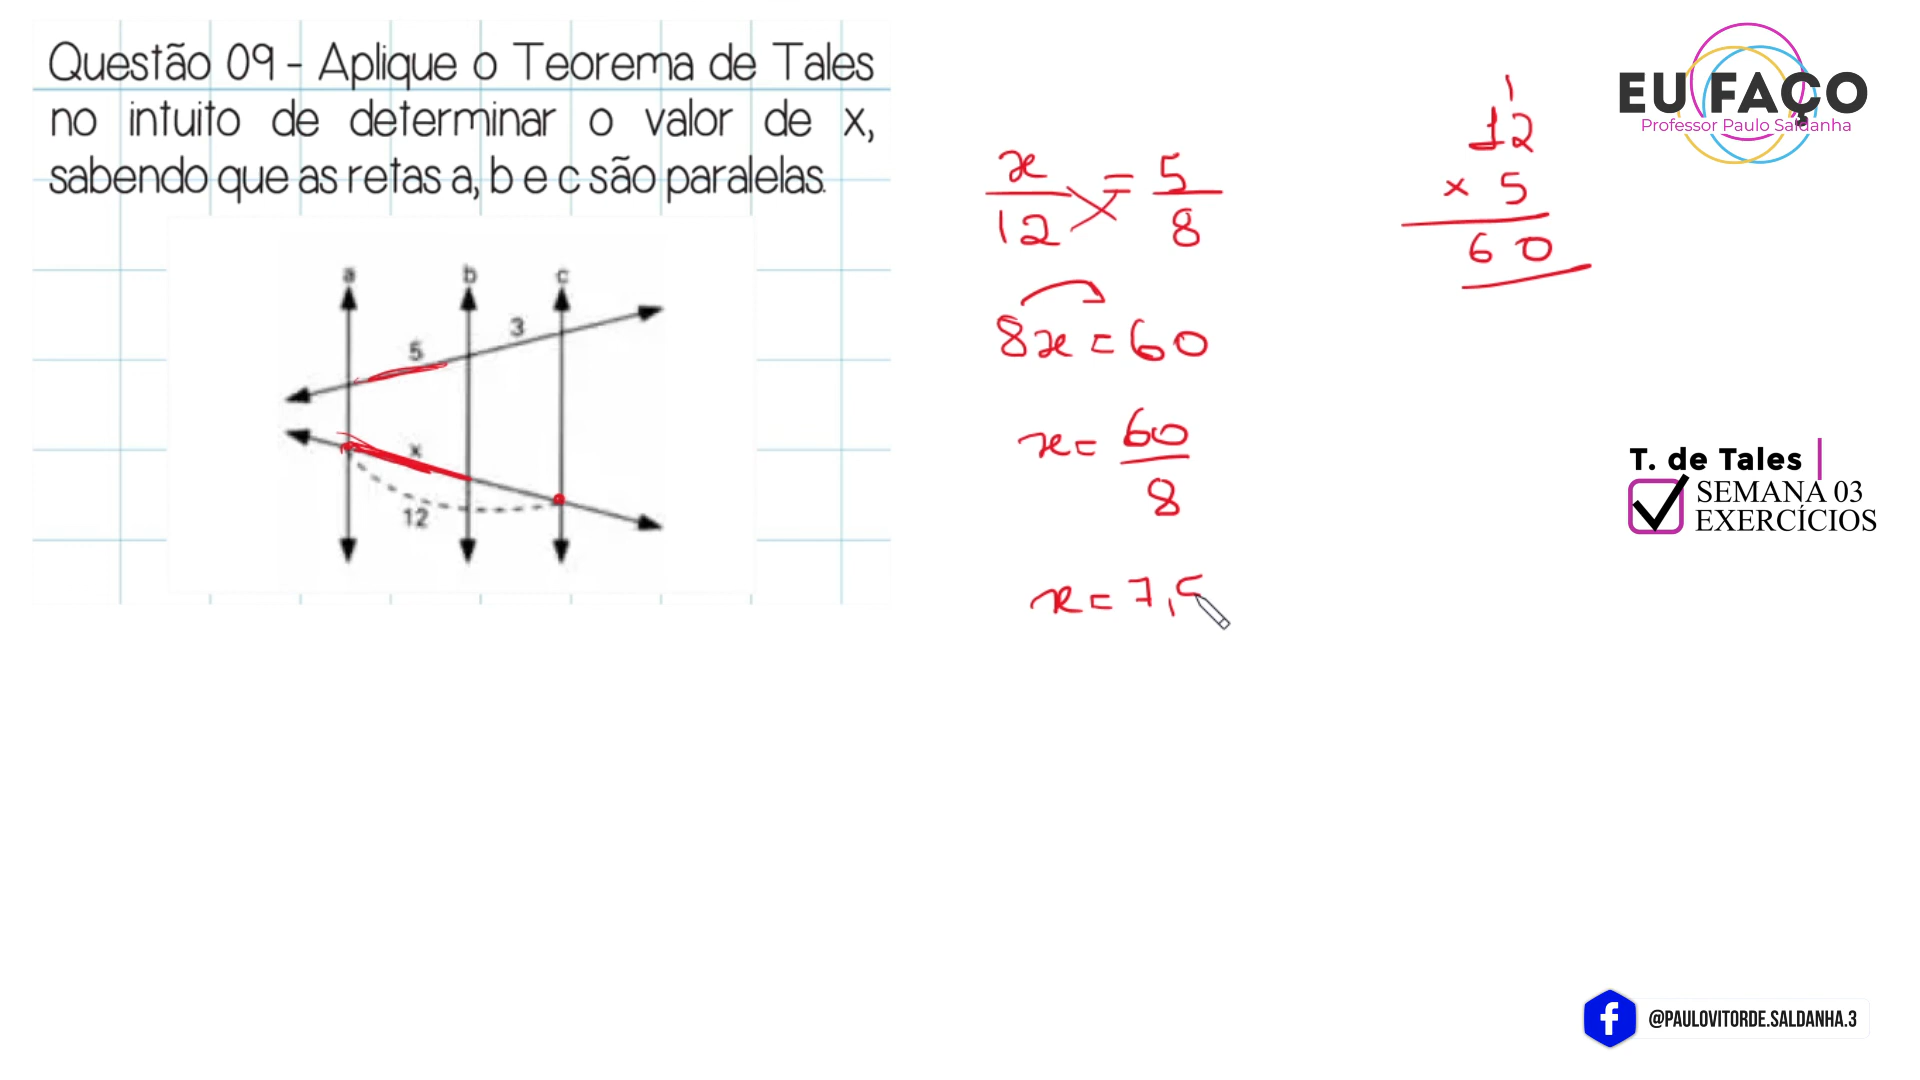 Questão 09 - Aplique o Teorema de Tales
no intuito de determinar o valor de x,
sabendo que as retas a, b e c são paralelas.
a b c
5 3
x
12
x/12 = 5/8
8x = 60
x = 60/8
x = 7,5
1
12
x 5
60
EU FAÇO
Professor Paulo Saldanha
T. de Tales
SEMANA 03
EXERCÍCIOS
f @PAULOVITORDE.SALDANHA.3